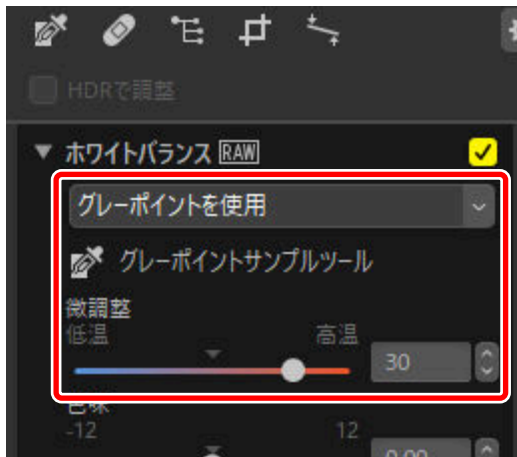 HDRで調整
ホワイトバランス RAW
グレーポイントを使用
グレーポイントサンプルツール
微調整
低温 高温
30
色味
-12 12
0.00